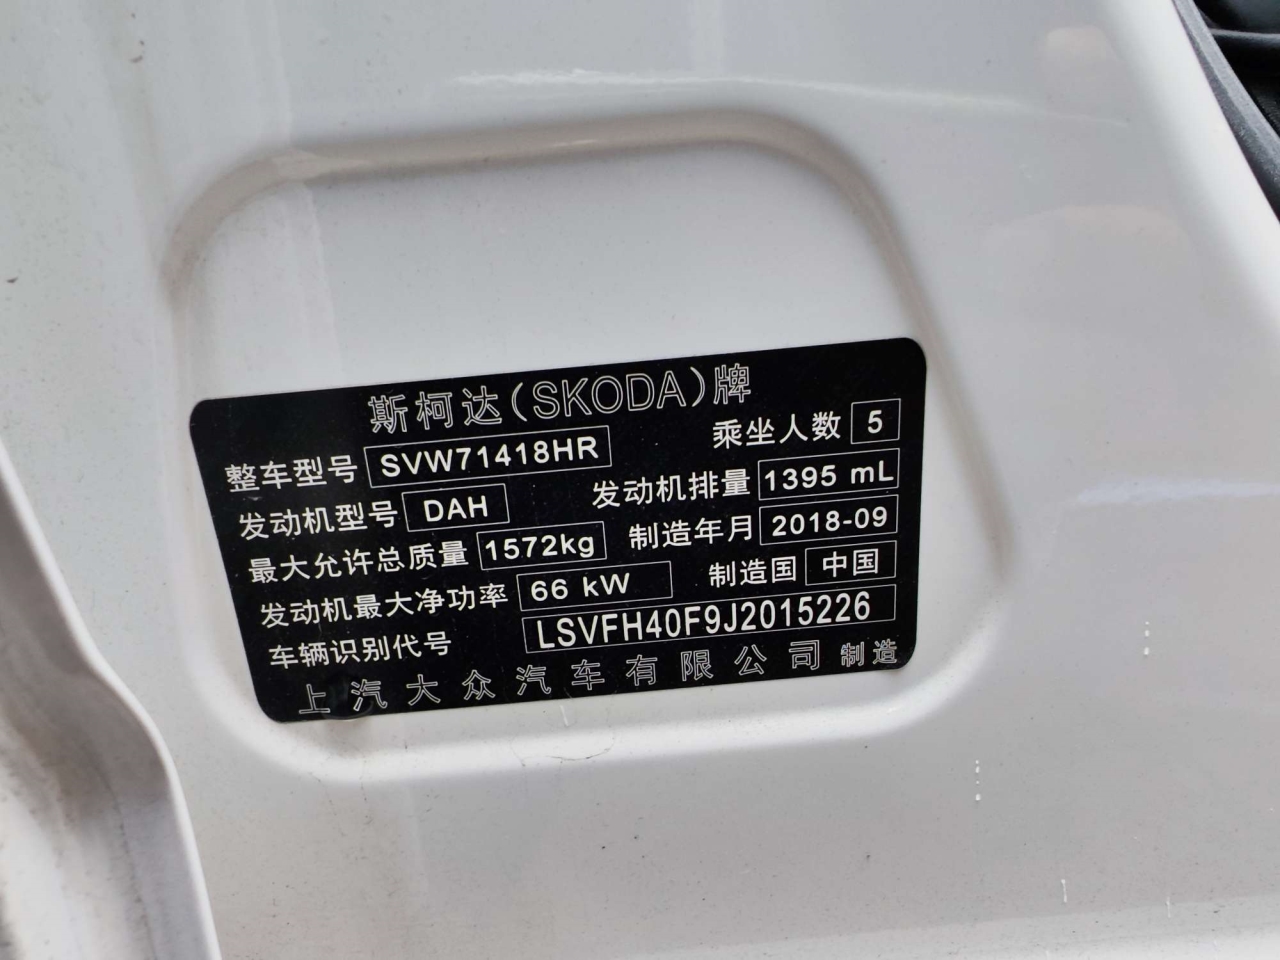 斯柯达(SKODA)牌
整车型号 SVW71418HR 乘坐人数 5
发动机型号 DAH 发动机排量 1395 mL
最大允许总质量 1572kg 制造年月 2018-09
发动机最大净功率 66 kW 制造国 中国
车辆识别代号 LSVFH40F9J2015226
上汽大众汽车有限公司 制造